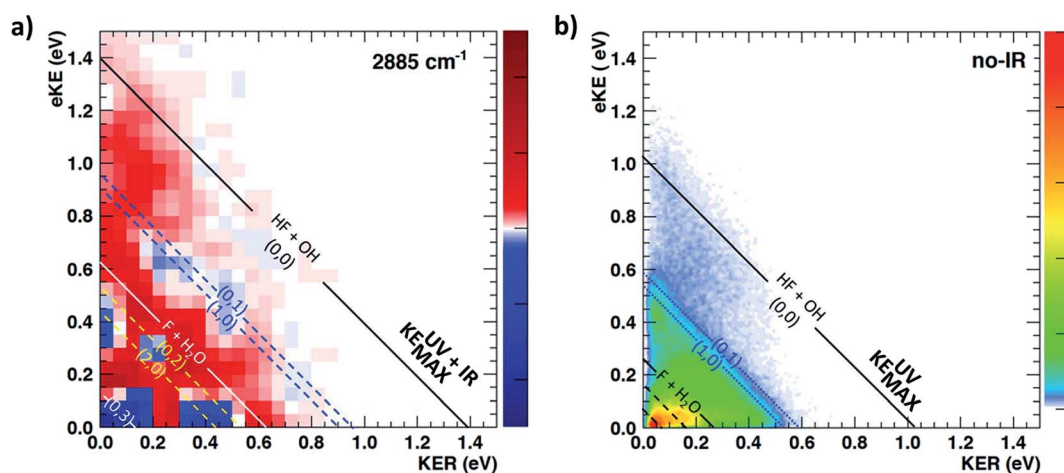 a)
2885 cm⁻¹
eKE (eV)
1.4
1.2
1.0
0.8
0.6
0.4
0.2
0.0
HF + OH
(0,0)
(0,1)
(1,0)
F + H₂O
(0,2)
(2,0)
(0,3)
KE_MAX^UV + IR
0.0 0.2 0.4 0.6 0.8 1.0 1.2 1.4
KER (eV)
b)
no-IR
eKE (eV)
1.4
1.2
1.0
0.8
0.6
0.4
0.2
0.0
HF + OH
(0,0)
(0,1)
(1,0)
F + H₂O
KE_MAX^UV
0.0 0.2 0.4 0.6 0.8 1.0 1.2 1.4
KER (eV)